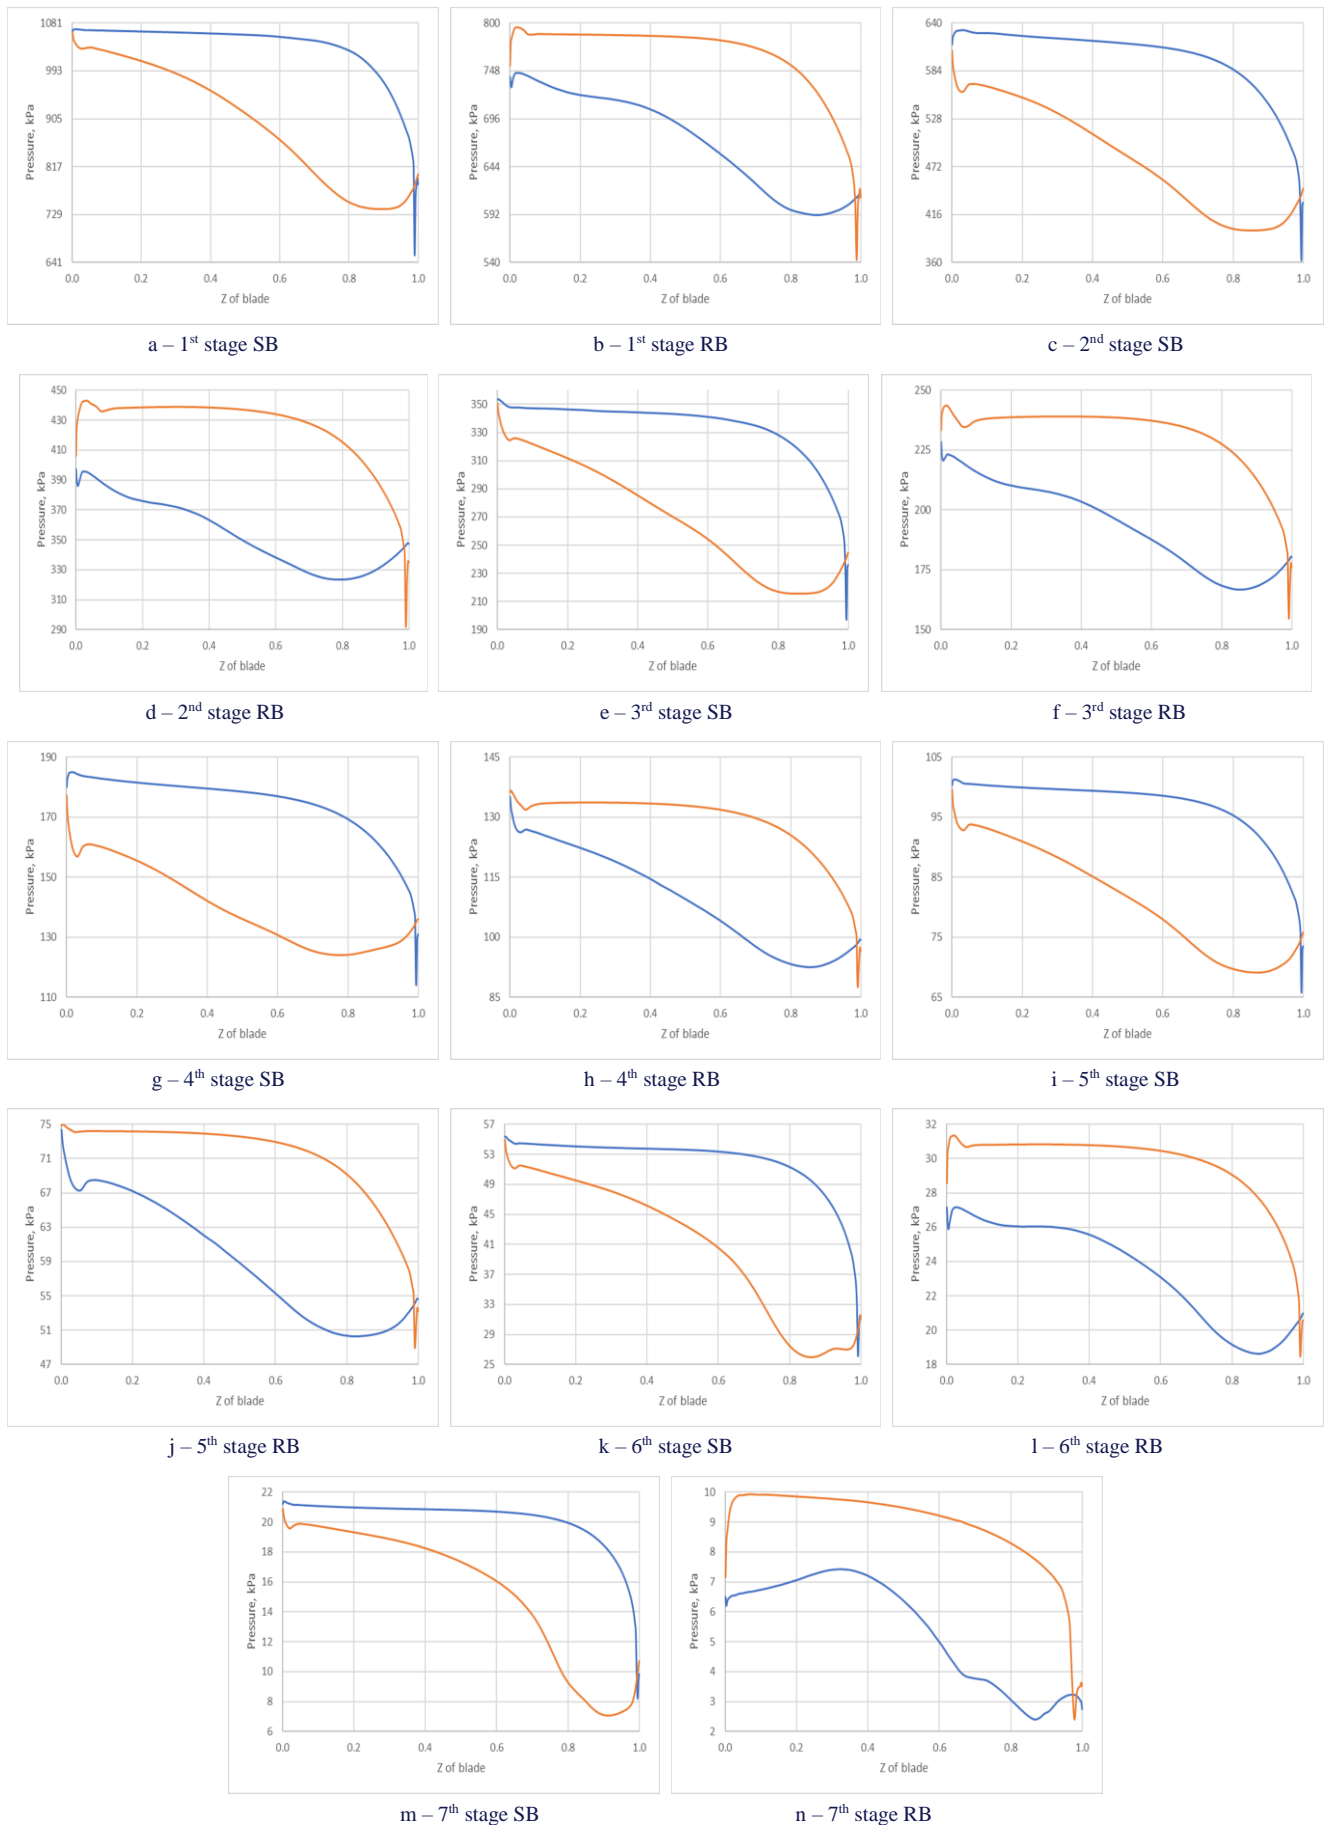 1081
993
905
817
729
641
Pressure, kPa
0.0 0.2 0.4 0.6 0.8 1.0
Z of blade
a – 1st stage SB
800
748
696
644
592
540
Pressure, kPa
0.0 0.2 0.4 0.6 0.8 1.0
Z of blade
b – 1st stage RB
640
584
528
472
416
360
Pressure, kPa
0.0 0.2 0.4 0.6 0.8 1.0
Z of blade
c – 2nd stage SB
450
430
410
390
370
350
330
310
290
Pressure, kPa
0.0 0.2 0.4 0.6 0.8 1.0
Z of blade
d – 2nd stage RB
350
330
310
290
270
250
230
210
190
Pressure, kPa
0.0 0.2 0.4 0.6 0.8 1.0
Z of blade
e – 3rd stage SB
250
225
200
175
150
Pressure, kPa
0.0 0.2 0.4 0.6 0.8 1.0
Z of blade
f – 3rd stage RB
190
170
150
130
110
Pressure, kPa
0.0 0.2 0.4 0.6 0.8 1.0
Z of blade
g – 4th stage SB
145
130
115
100
85
Pressure, kPa
0.0 0.2 0.4 0.6 0.8 1.0
Z of blade
h – 4th stage RB
105
95
85
75
65
Pressure, kPa
0.0 0.2 0.4 0.6 0.8 1.0
Z of blade
i – 5th stage SB
75
71
67
63
59
55
51
47
Pressure, kPa
0.0 0.2 0.4 0.6 0.8 1.0
Z of blade
j – 5th stage RB
57
53
49
45
41
37
33
29
25
Pressure, kPa
0.0 0.2 0.4 0.6 0.8 1.0
Z of blade
k – 6th stage SB
32
31
30
28
26
24
22
20
18
Pressure, kPa
0.0 0.2 0.4 0.6 0.8 1.0
Z of blade
l – 6th stage RB
22
20
18
16
14
12
10
8
6
Pressure, kPa
0.0 0.2 0.4 0.6 0.8 1.0
Z of blade
m – 7th stage SB
10
9
8
7
6
5
4
3
2
Pressure, kPa
0.0 0.2 0.4 0.6 0.8 1.0
Z of blade
n – 7th stage RB